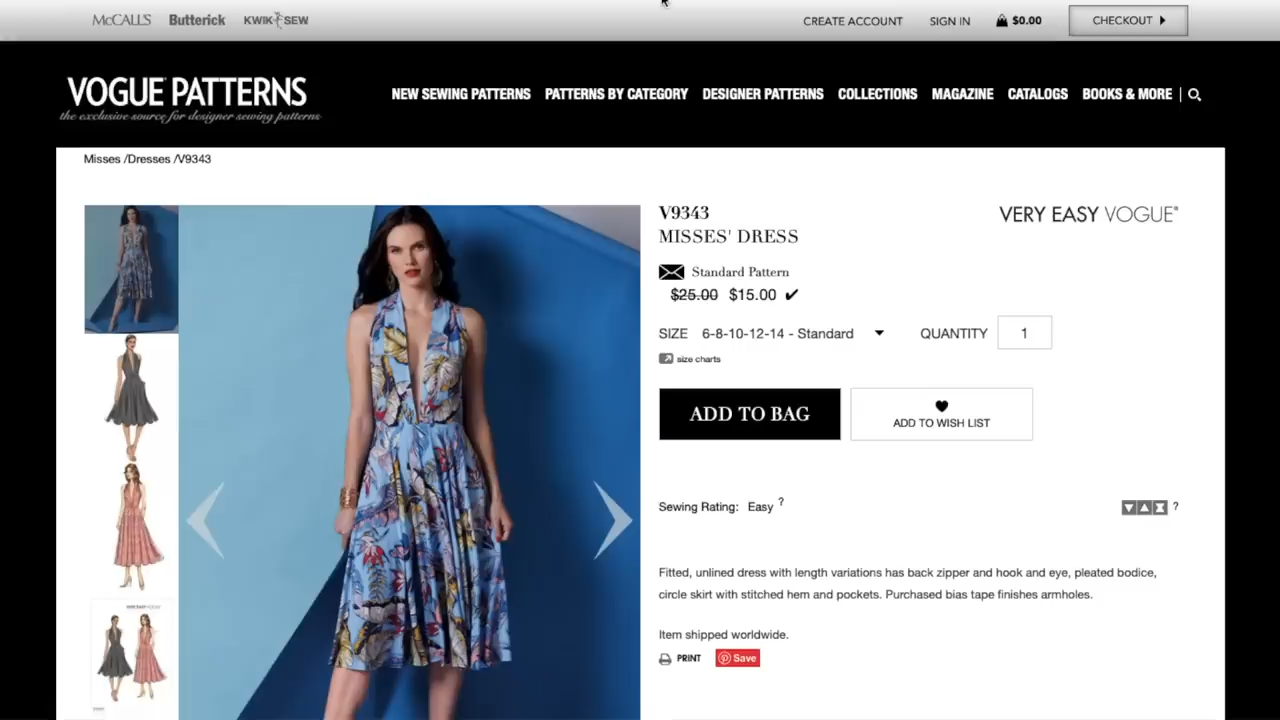 McCALL'S Butterick KWIK SEW CREATE ACCOUNT SIGN IN $0.00 CHECKOUT
VOGUE PATTERNS
the exclusive source for designer sewing patterns
NEW SEWING PATTERNS PATTERNS BY CATEGORY DESIGNER PATTERNS COLLECTIONS MAGAZINE CATALOGS BOOKS & MORE
Misses /Dresses /V9343
V9343
VERY EASY VOGUE®
MISSES' DRESS
Standard Pattern
$25.00 $15.00 ✔
SIZE 6-8-10-12-14 - Standard QUANTITY 1
size charts
ADD TO BAG
ADD TO WISH LIST
Sewing Rating: Easy ? ?
Fitted, unlined dress with length variations has back zipper and hook and eye, pleated bodice,
circle skirt with stitched hem and pockets. Purchased bias tape finishes armholes.
Item shipped worldwide.
PRINT Save